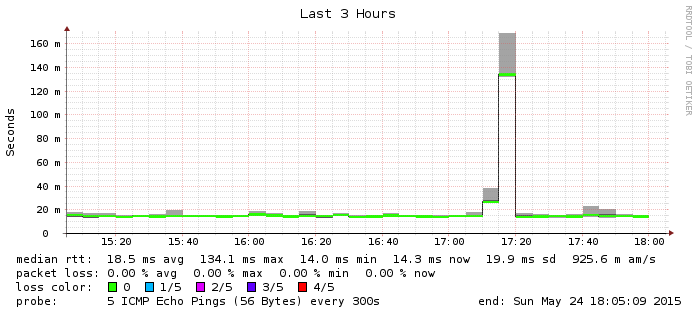 Last 3 Hours
RRDTOOL / TOBI OETIKER
Seconds
160 m
140 m
120 m
100 m
80 m
60 m
40 m
20 m
0
15:20 15:40 16:00 16:20 16:40 17:00 17:20 17:40 18:00
median rtt: 18.5 ms avg 134.1 ms max 14.0 ms min 14.3 ms now 19.9 ms sd 925.6 m am/s
packet loss: 0.00 % avg 0.00 % max 0.00 % min 0.00 % now
loss color: 0 1/5 2/5 3/5 4/5
probe: 5 ICMP Echo Pings (56 Bytes) every 300s end: Sun May 24 18:05:09 2015